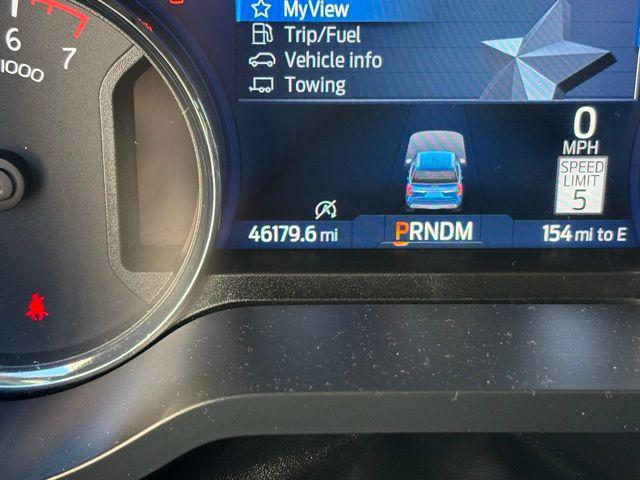 MyView
Trip/Fuel
Vehicle info
Towing
6
7
1000
0
MPH
SPEED
LIMIT
5
46179.6 mi
PRNDM
154 mi to E